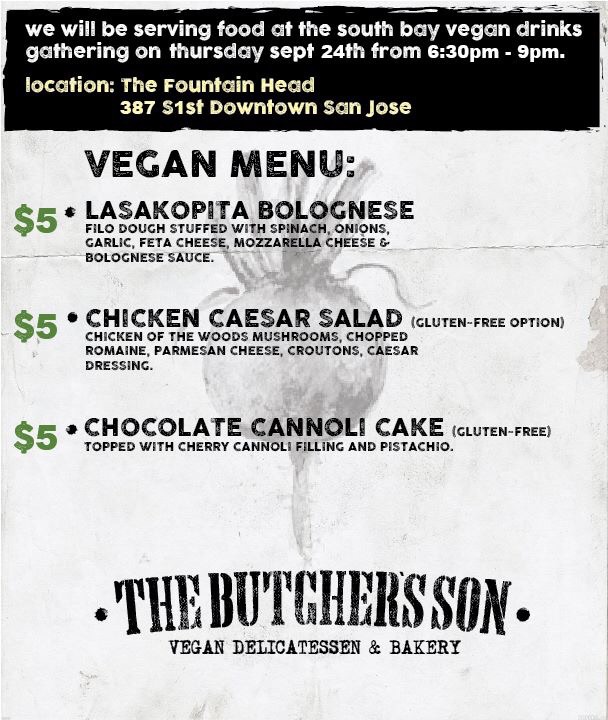 we will be serving food at the south bay vegan drinks
gathering on thursday sept 24th from 6:30pm - 9pm.
location: The Fountain Head
387 S1st Downtown San Jose
VEGAN MENU:
$5 • LASAKOPITA BOLOGNESE
FILO DOUGH STUFFED WITH SPINACH, ONIONS,
GARLIC, FETA CHEESE, MOZZARELLA CHEESE &
BOLOGNESE SAUCE.
$5 • CHICKEN CAESAR SALAD (GLUTEN-FREE OPTION)
CHICKEN OF THE WOODS MUSHROOMS, CHOPPED
ROMAINE, PARMESAN CHEESE, CROUTONS, CAESAR
DRESSING.
$5 • CHOCOLATE CANNOLI CAKE (GLUTEN-FREE)
TOPPED WITH CHERRY CANNOLI FILLING AND PISTACHIO.
• THE BUTCHER'S SON •
VEGAN DELICATESSEN & BAKERY